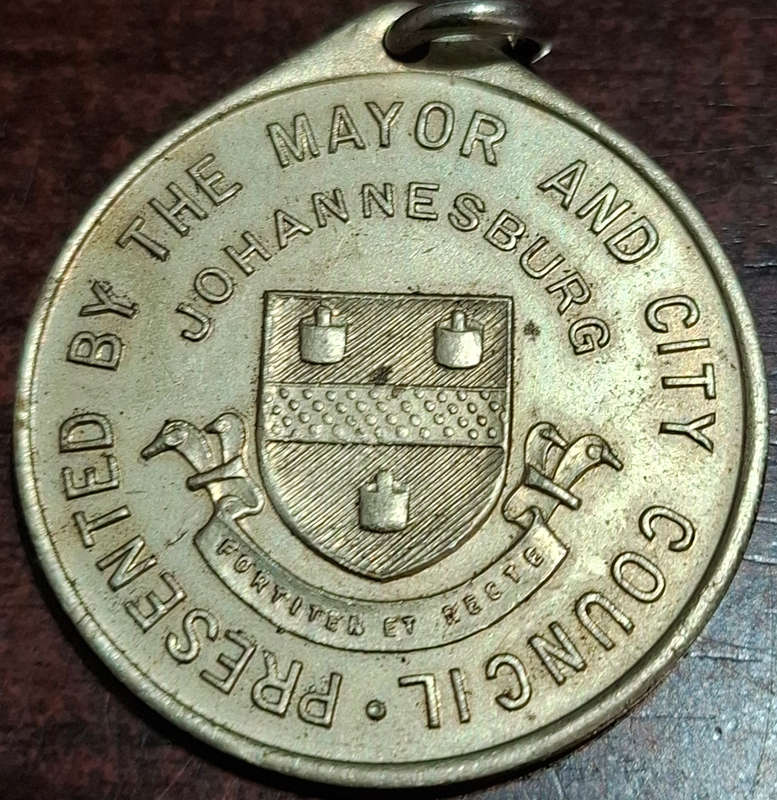 PRESENTED BY THE MAYOR AND CITY COUNCIL •
JOHANNESBURG
FORTITER ET RECTE